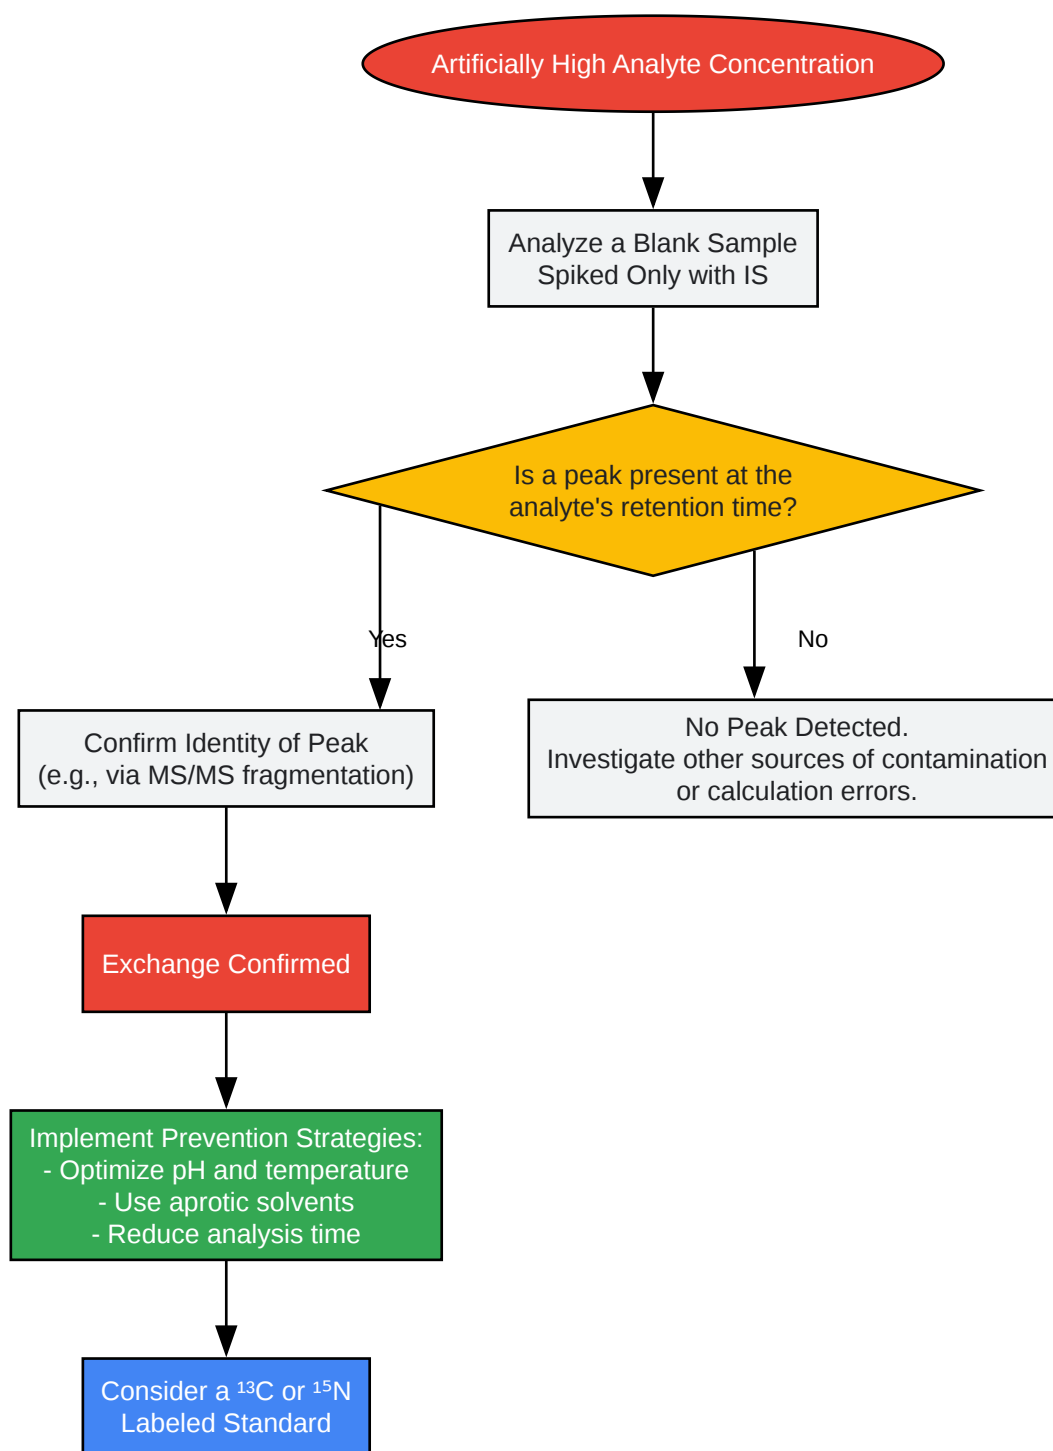 Artificially High Analyte Concentration
Analyze a Blank Sample
Spiked Only with IS
Is a peak present at the
analyte's retention time?
Yes
No
Confirm Identity of Peak
(e.g., via MS/MS fragmentation)
No Peak Detected.
Investigate other sources of contamination
or calculation errors.
Exchange Confirmed
Implement Prevention Strategies:
- Optimize pH and temperature
- Use aprotic solvents
- Reduce analysis time
Consider a ¹³C or ¹⁵N
Labeled Standard